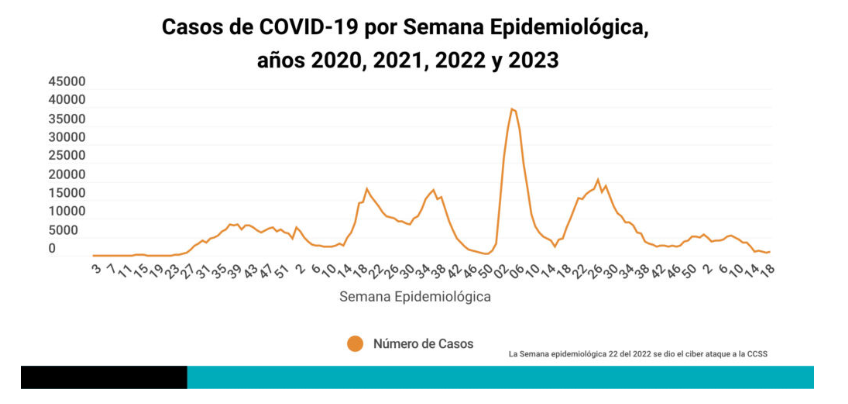 Casos de COVID-19 por Semana Epidemiológica,
años 2020, 2021, 2022 y 2023
45000
40000
35000
30000
25000
20000
15000
10000
5000
0
3 7 11 15 19 23 27 31 35 39 43 47 51 2 6 10 14 18 22 26 30 34 38 42 46 50 02 06 10 14 18 22 26 30 34 38 42 46 50 2 6 10 14 18
Semana Epidemiológica
Número de Casos
La Semana epidemiológica 22 del 2022 se dio el ciber ataque a la CCSS